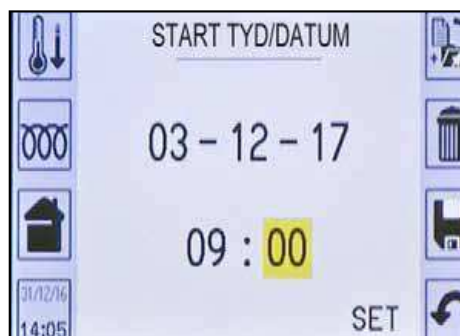 START TYD/DATUM
03 - 12 - 17
09 : 00
31/12/16
14:05
SET